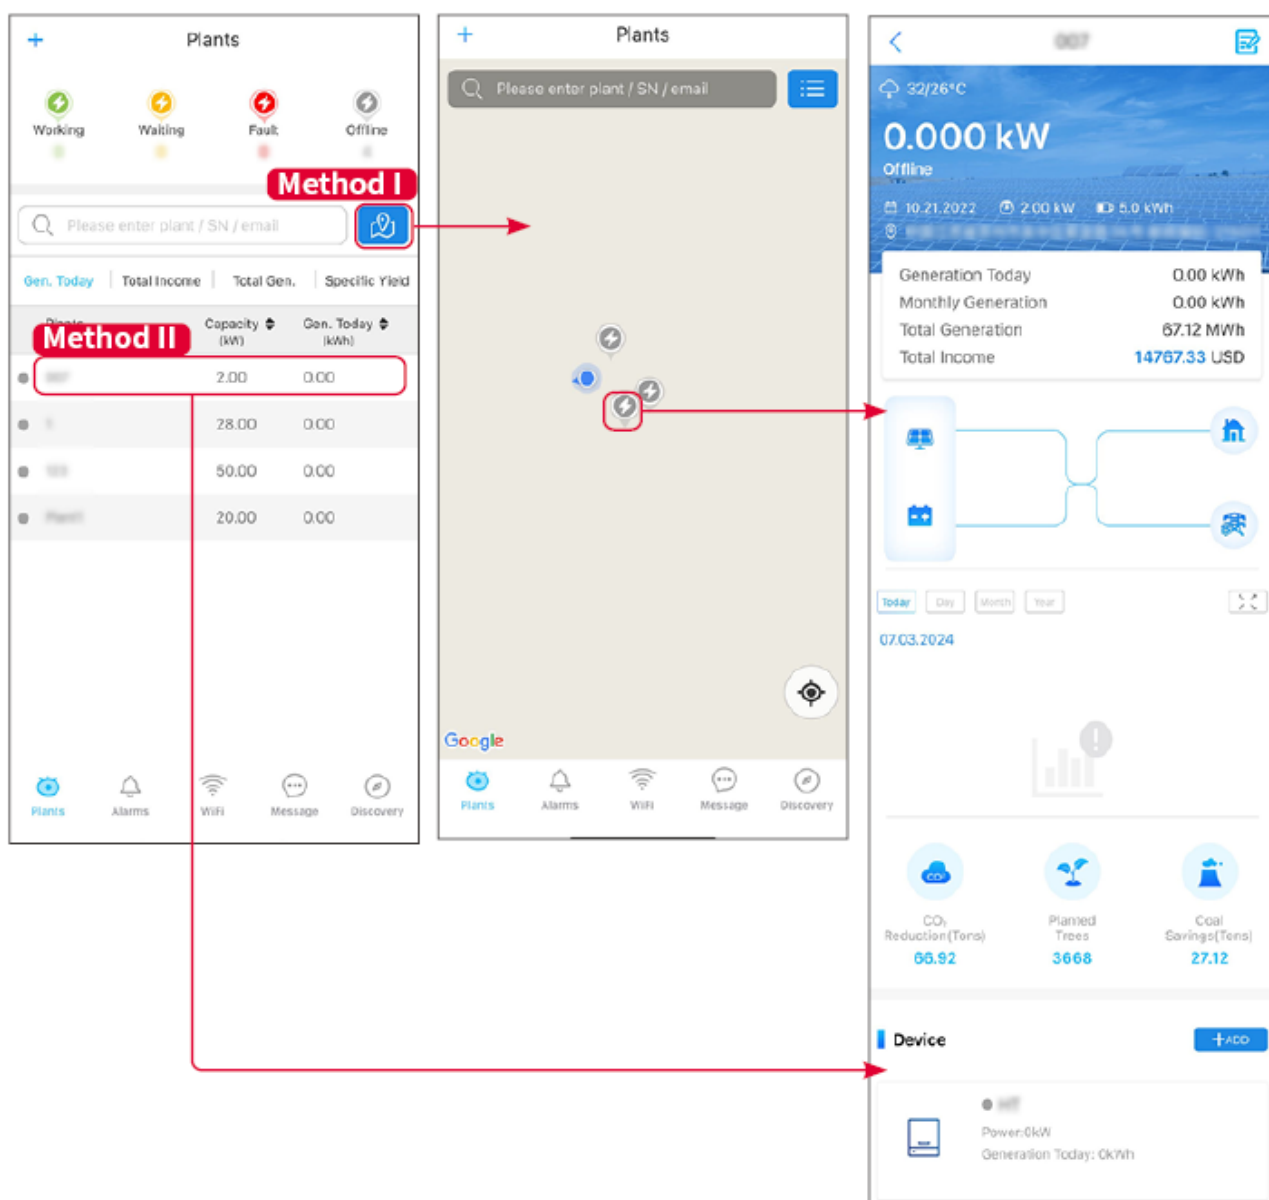 Plants
Working
Waiting
Fault
Offline
Method I
Please enter plant / SN / email
Gen. Today
Total Income
Total Gen.
Specific Yield
Plants
Capacity
(kW)
Gen. Today
(kWh)
Method II
2.00
0.00
28.00
0.00
50.00
0.00
20.00
0.00
Plants
Alarms
WiFi
Message
Discovery
Plants
Please enter plant / SN / email
Google
Plants
Alarms
WiFi
Message
Discovery
007
32/26°C
0.000 kW
Offline
10.21.2022
2.00 kW
5.0 kWh
Generation Today
0.00 kWh
Monthly Generation
0.00 kWh
Total Generation
67.12 MWh
Total Income
14767.33 USD
Today
Day
Month
Year
07.03.2024
CO₂
Reduction(Tons)
66.92
Planted
Trees
3668
Coal
Savings(Tons)
27.12
Device
+ADD
Power:0kW
Generation Today: 0kWh